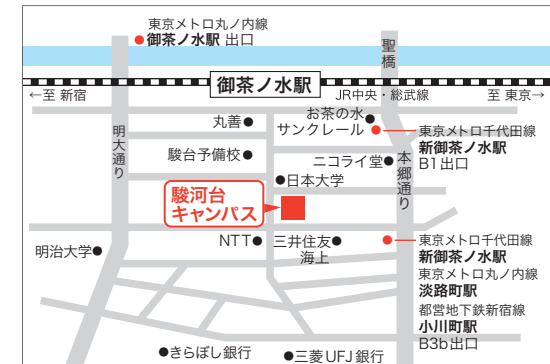 東京メトロ丸ノ内線
御茶ノ水駅 出口
聖橋
御茶ノ水駅
←至 新宿
JR中央・総武線
至 東京→
お茶の水
サンクレール
丸善
東京メトロ千代田線
新御茶ノ水駅
B1出口
明大通り
駿台予備校
ニコライ堂
本郷通り
日本大学
駿河台
キャンパス
明治大学
NTT
三井住友
海上
東京メトロ千代田線
新御茶ノ水駅
東京メトロ丸ノ内線
淡路町駅
都営地下鉄新宿線
小川町駅
B3b出口
きらぼし銀行
三菱UFJ銀行